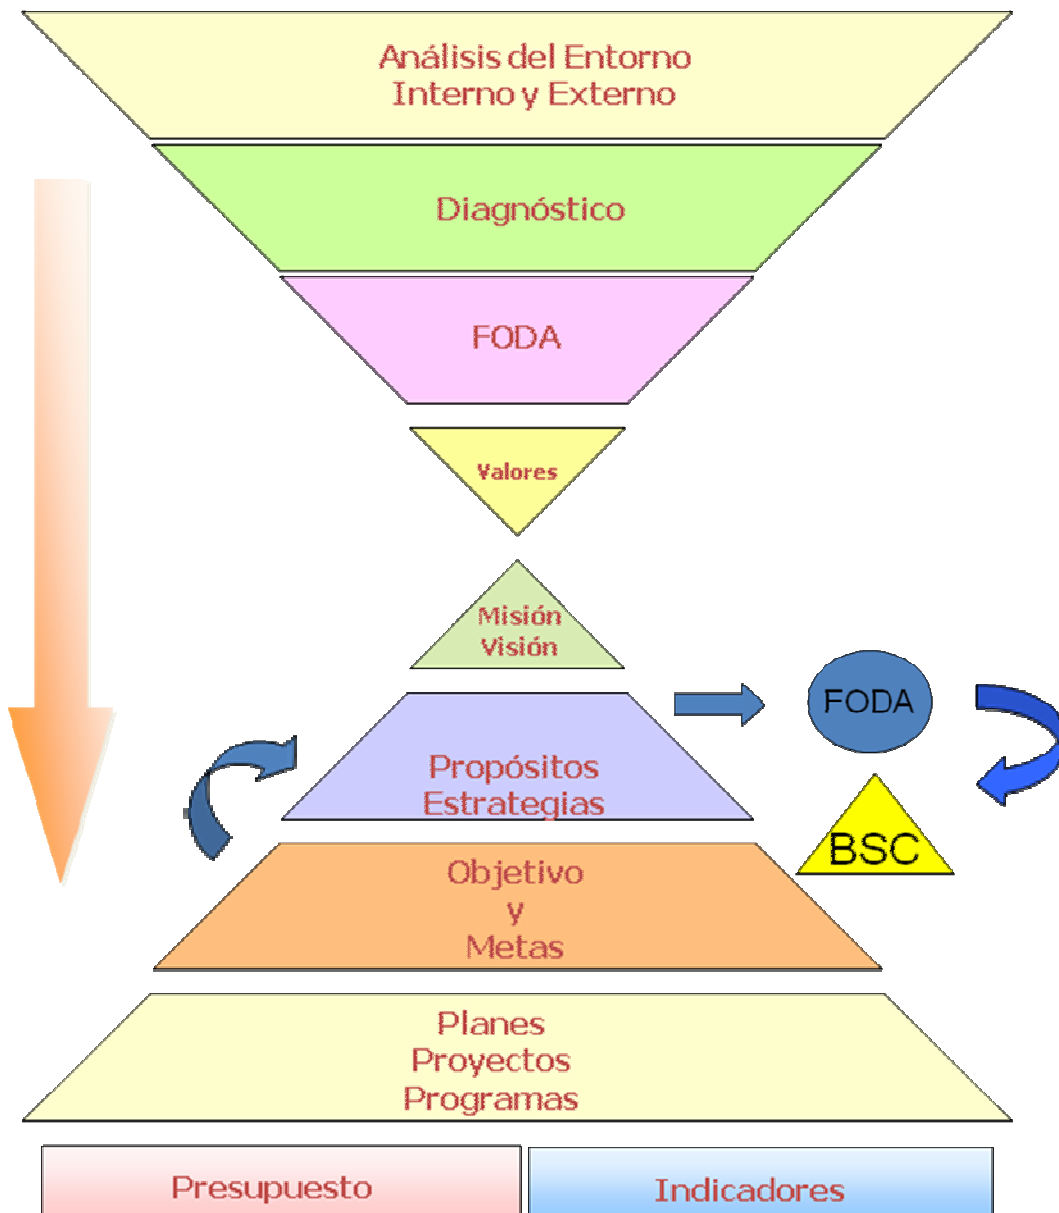 Análisis del Entorno
Interno y Externo
Diagnóstico
FODA
Valores
Misión
Visión
FODA
Propósitos
Estrategias
BSC
Objetivo
y
Metas
Planes
Proyectos
Programas
Presupuesto
Indicadores